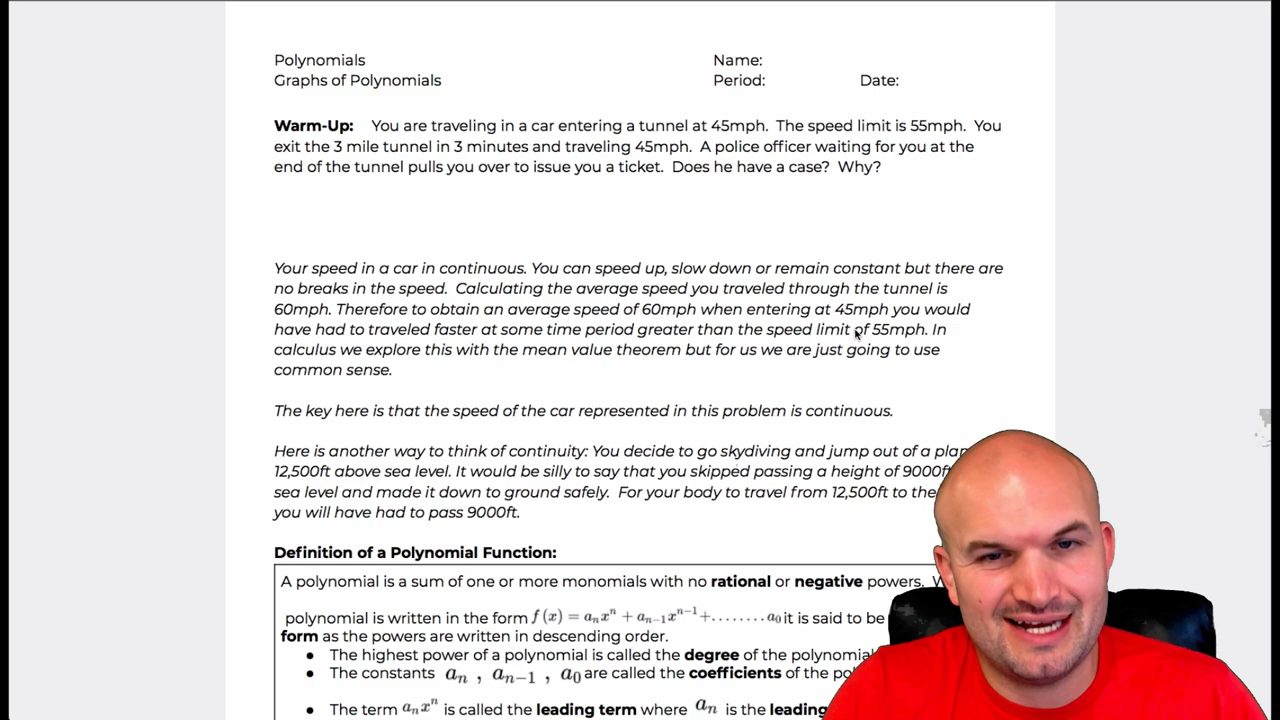 Polynomials
Name:
Graphs of Polynomials
Period:
Date:
Warm-Up: You are traveling in a car entering a tunnel at 45mph. The speed limit is 55mph. You
exit the 3 mile tunnel in 3 minutes and traveling 45mph. A police officer waiting for you at the
end of the tunnel pulls you over to issue you a ticket. Does he have a case? Why?
Your speed in a car in continuous. You can speed up, slow down or remain constant but there are
no breaks in the speed. Calculating the average speed you traveled through the tunnel is
60mph. Therefore to obtain an average speed of 60mph when entering at 45mph you would
have had to traveled faster at some time period greater than the speed limit of 55mph. In
calculus we explore this with the mean value theorem but for us we are just going to use
common sense.
The key here is that the speed of the car represented in this problem is continuous.
Here is another way to think of continuity: You decide to go skydiving and jump out of a
12,500ft above sea level. It would be silly to say that you skipped passing a height of 9000ft
sea level and made it down to ground safely. For your body to travel from 12,500ft to the
you will have had to pass 9000ft.
Definition of a Polynomial Function:
A polynomial is a sum of one or more monomials with no rational or negative powers.
polynomial is written in the form f(x) = aₙxⁿ + aₙ₋₁xⁿ⁻¹+........a₀ it is said to be
form as the powers are written in descending order.
● The highest power of a polynomial is called the degree of the polynomial
● The constants aₙ , aₙ₋₁ , a₀ are called the coefficients of the
● The term aₙxⁿ is called the leading term where aₙ is the leading